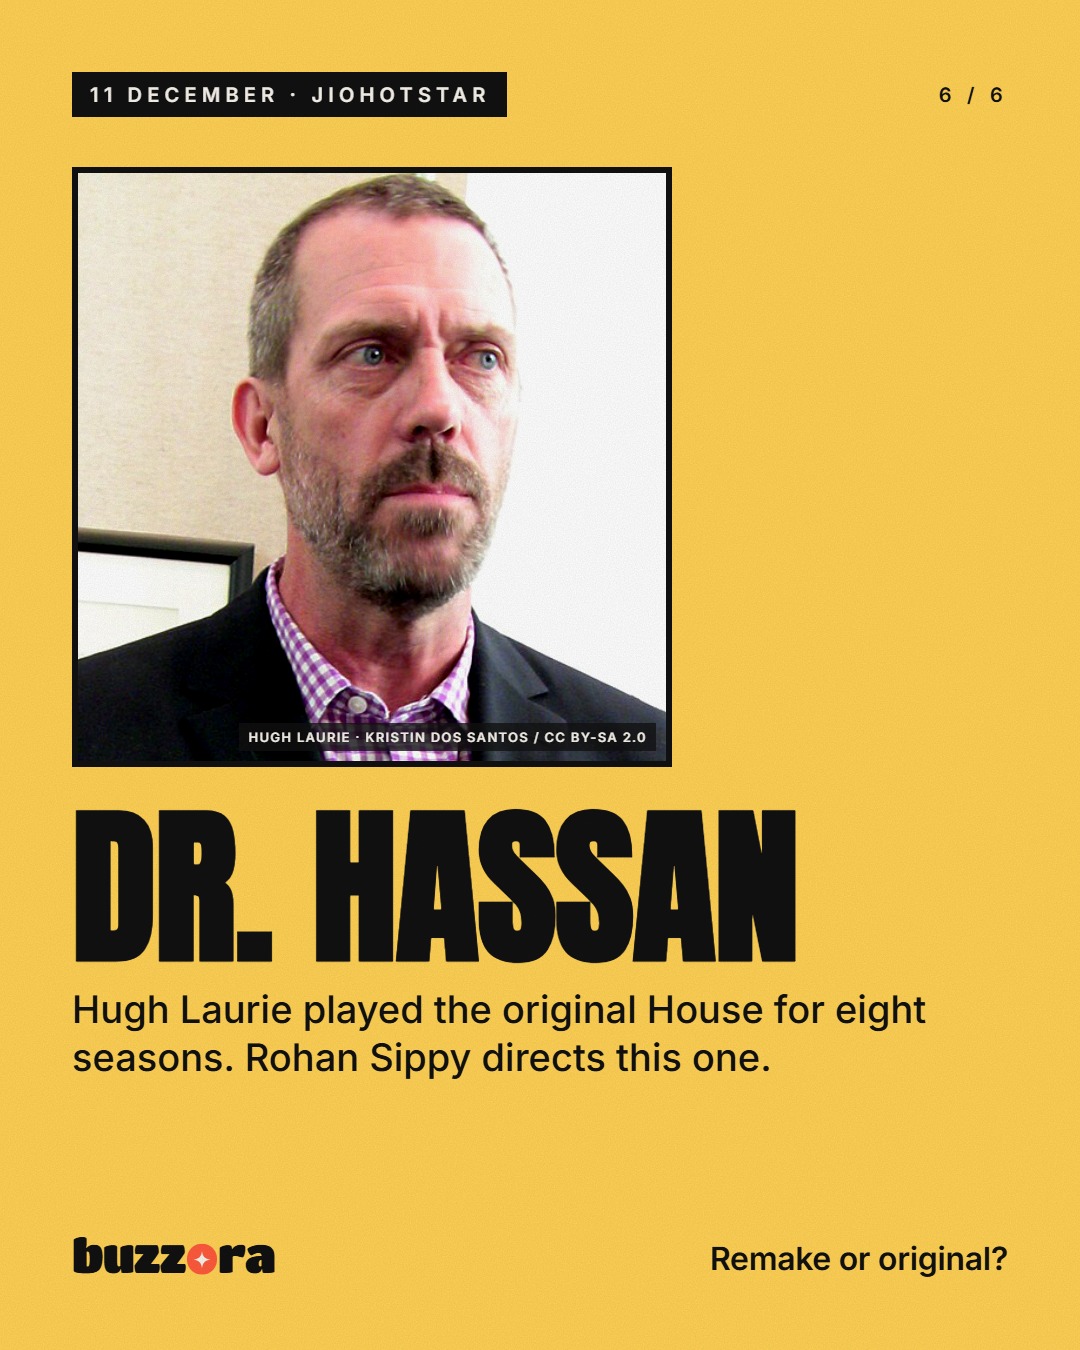 11 DECEMBER · JIOHOTSTAR
6 / 6
HUGH LAURIE · KRISTIN DOS SANTOS / CC BY-SA 2.0
DR. HASSAN
Hugh Laurie played the original House for eight
seasons. Rohan Sippy directs this one.
buzzora
Remake or original?